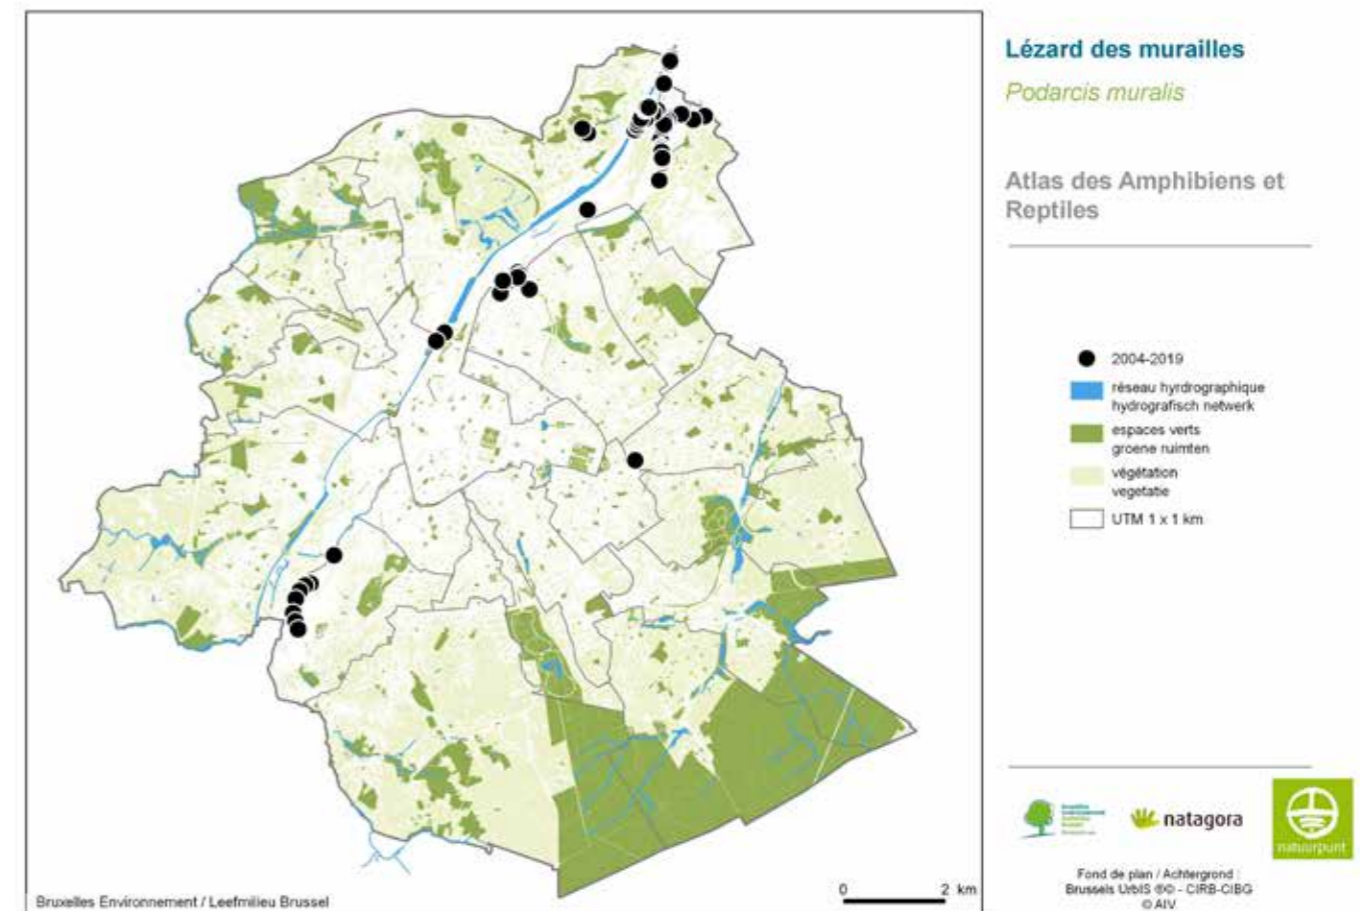 Lézard des murailles
Podarcis muralis
Atlas des Amphibiens et
Reptiles
2004-2019
réseau hyrdrographique
hydrografisch netwerk
espaces verts
groene ruimten
végétation
vegetatie
UTM 1 x 1 km
natagora
natuurpunt
Fond de plan / Achtergrond :
Brussels UrbIS ®© - CIRB-CIBG
© AIV
0 2 km
Bruxelles Environnement / Leefmilieu Brussel